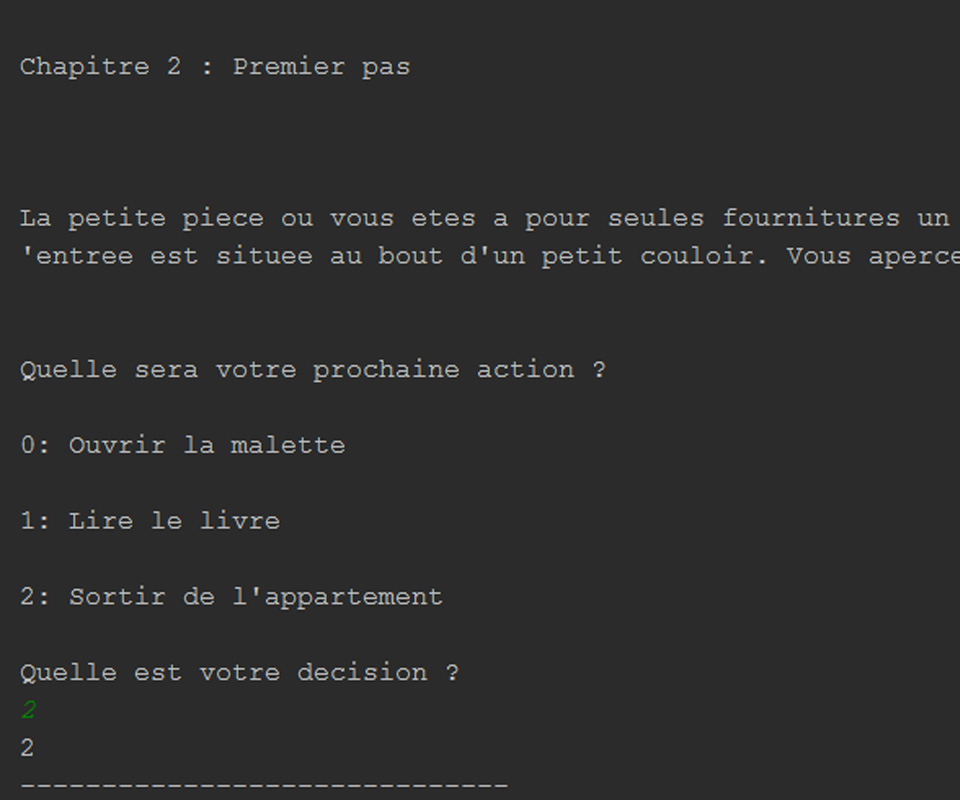 Chapitre 2 : Premier pas
La petite piece ou vous etes a pour seules fournitures un
'entree est situee au bout d'un petit couloir. Vous aperce
Quelle sera votre prochaine action ?
0: Ouvrir la malette
1: Lire le livre
2: Sortir de l'appartement
Quelle est votre decision ?
2
2
-------------------------------